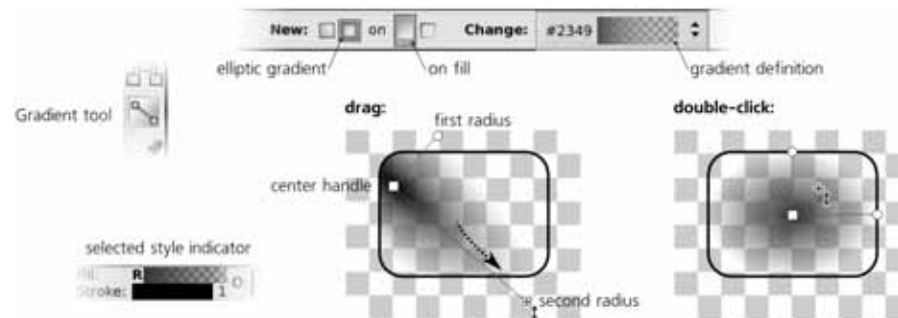 New: on Change: #2349
elliptic gradient on fill gradient definition
Gradient tool
drag: double-click:
first radius
center handle
selected style indicator
R
Stroke: 1
second radius